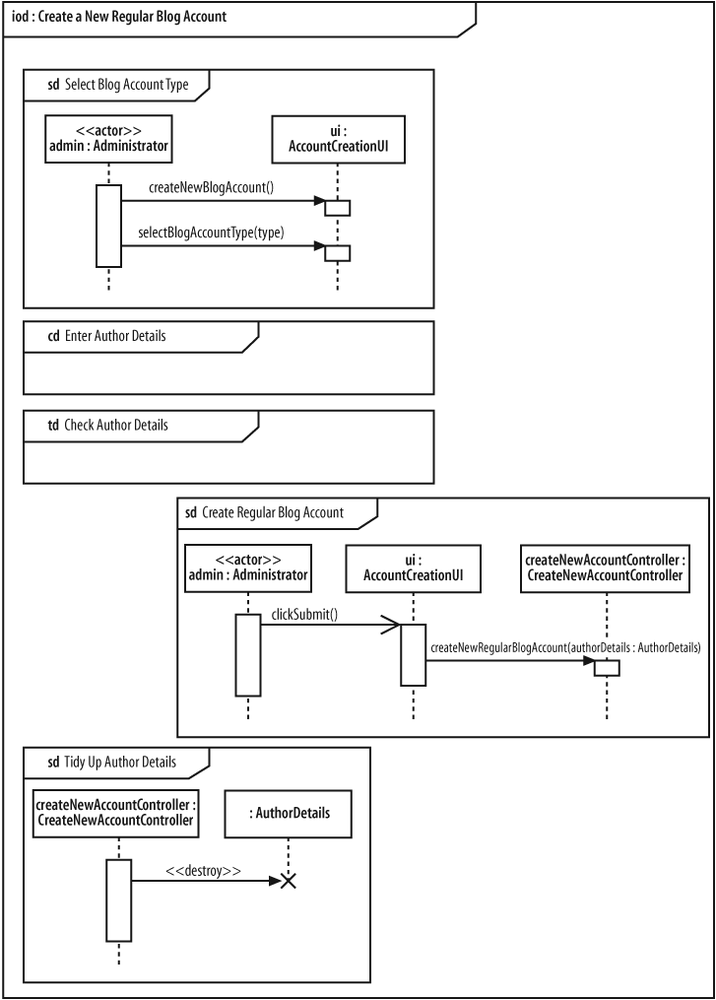 iod : Create a New Regular Blog Account
sd Select Blog Account Type
<<actor>>
admin : Administrator
ui :
AccountCreationUI
createNewBlogAccount()
selectBlogAccountType(type)
cd Enter Author Details
td Check Author Details
sd Create Regular Blog Account
<<actor>>
admin : Administrator
ui :
AccountCreationUI
createNewAccountController :
CreateNewAccountController
clickSubmit()
createNewRegularBlogAccount(authorDetails : AuthorDetails)
sd Tidy Up Author Details
createNewAccountController :
CreateNewAccountController
: AuthorDetails
<<destroy>>